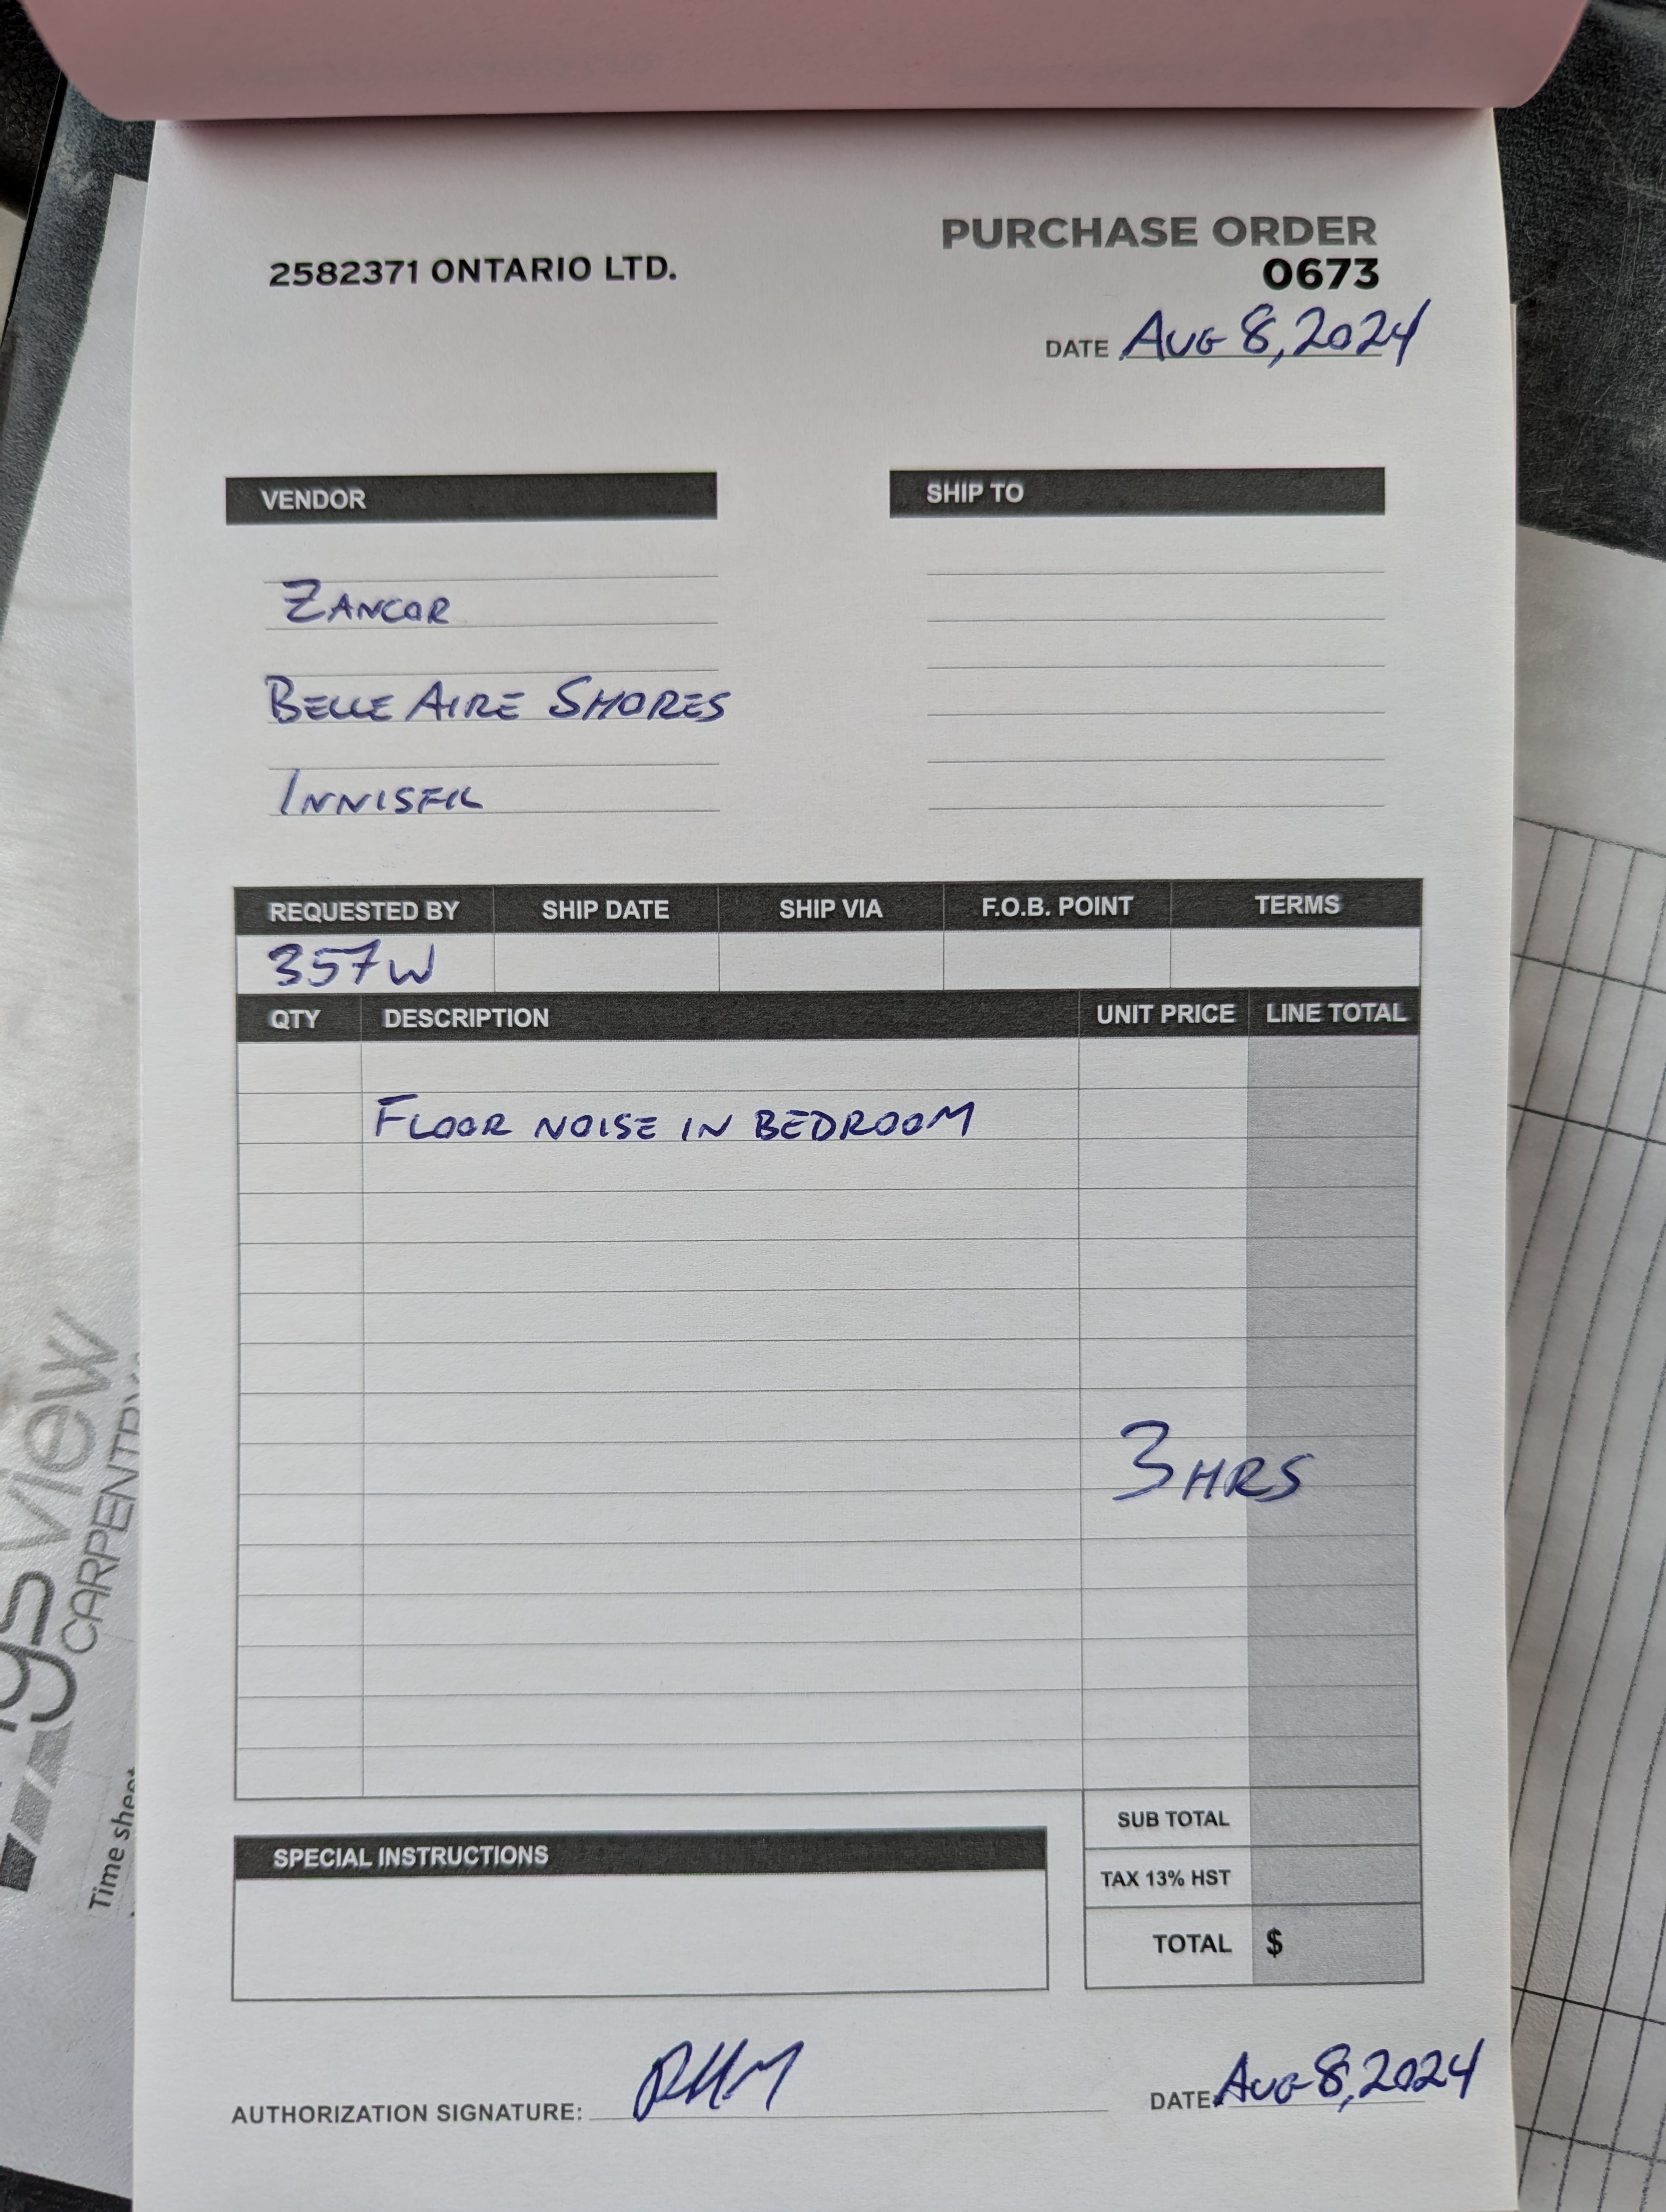 PURCHASE ORDER
2582371 ONTARIO LTD.
0673
DATE AUG 8, 2024
VENDOR
SHIP TO
ZANCOR
BELLE AIRE SHORES
INNISFIL
REQUESTED BY SHIP DATE SHIP VIA F.O.B. POINT TERMS
357W
QTY DESCRIPTION UNIT PRICE LINE TOTAL
FLOOR NOISE IN BEDROOM
3 HRS
SUB TOTAL
SPECIAL INSTRUCTIONS
TAX 13% HST
TOTAL $
AUTHORIZATION SIGNATURE:
DATE AUG 8, 2024
view
CARPENTRY
Time sheet